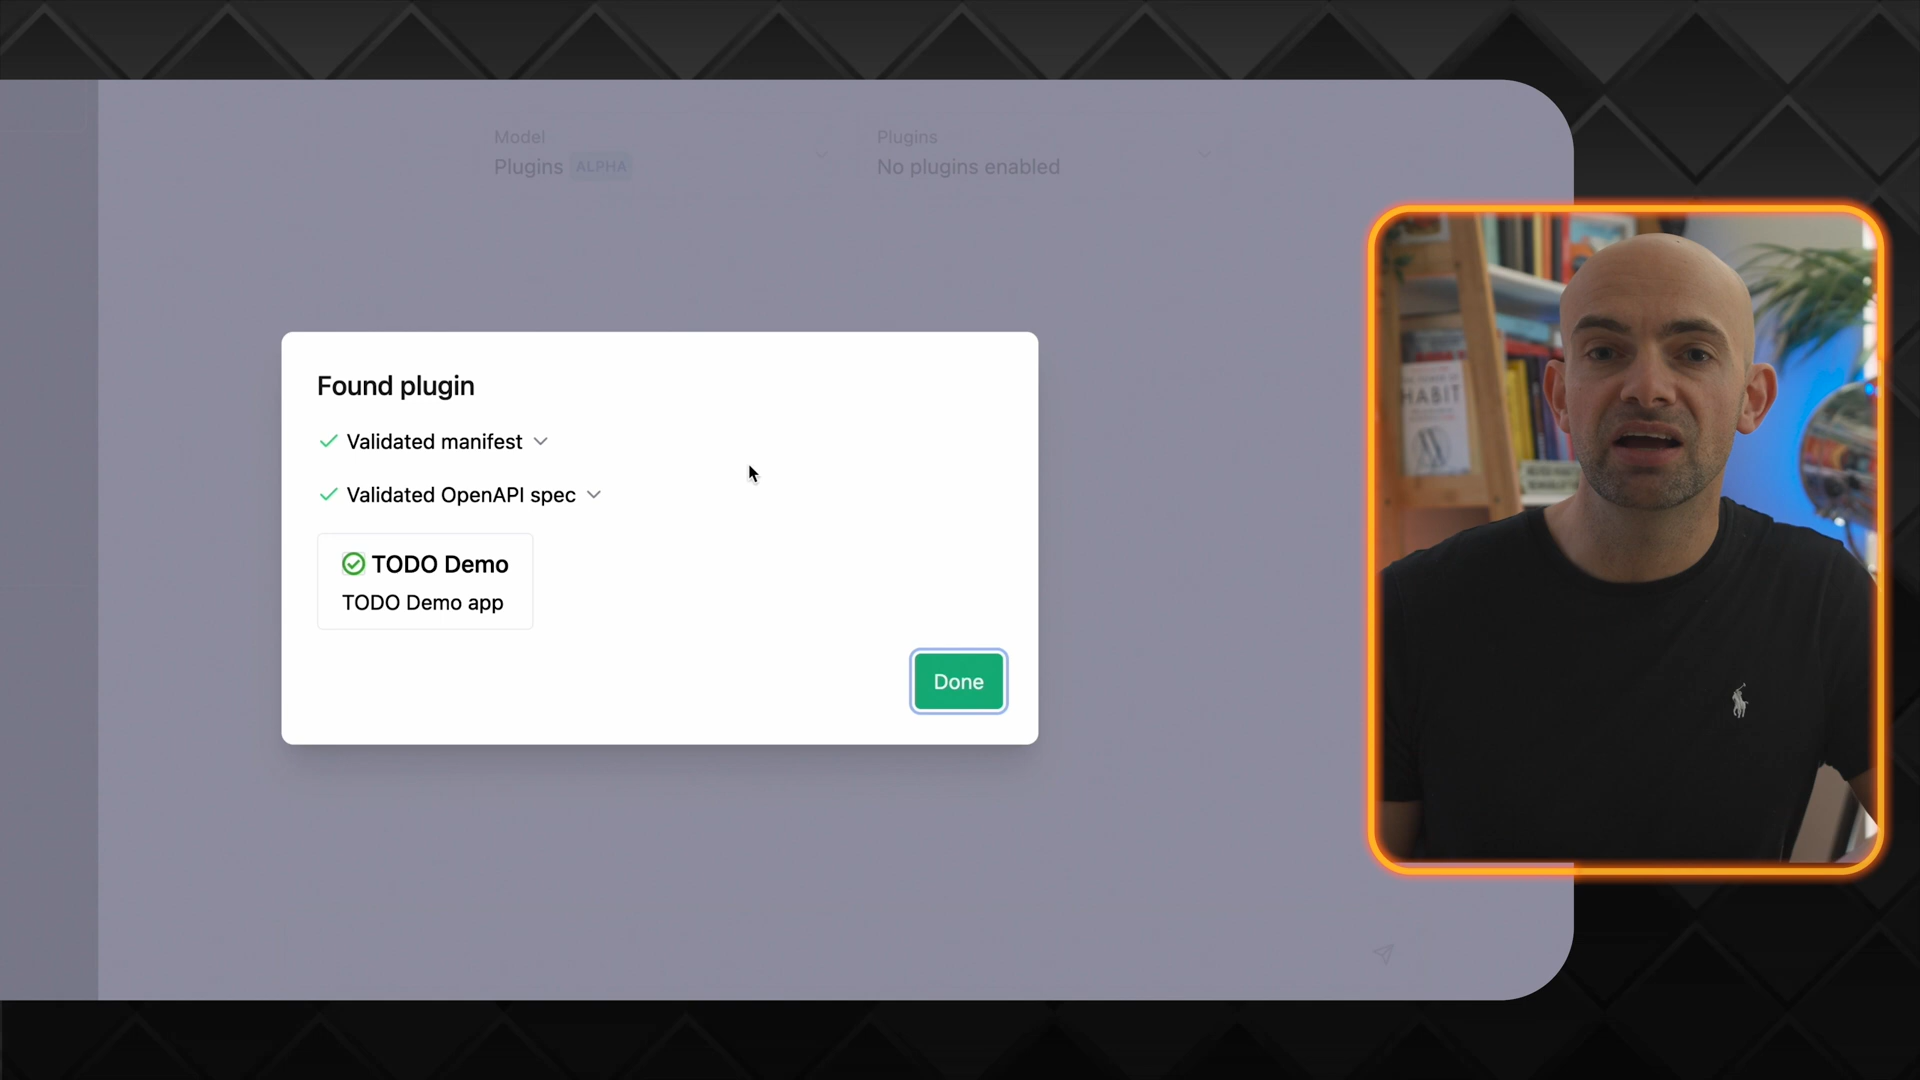 Model
Plugins ALPHA
Plugins
No plugins enabled
Found plugin
Validated manifest
Validated OpenAPI spec
TODO Demo
TODO Demo app
Done
HABIT